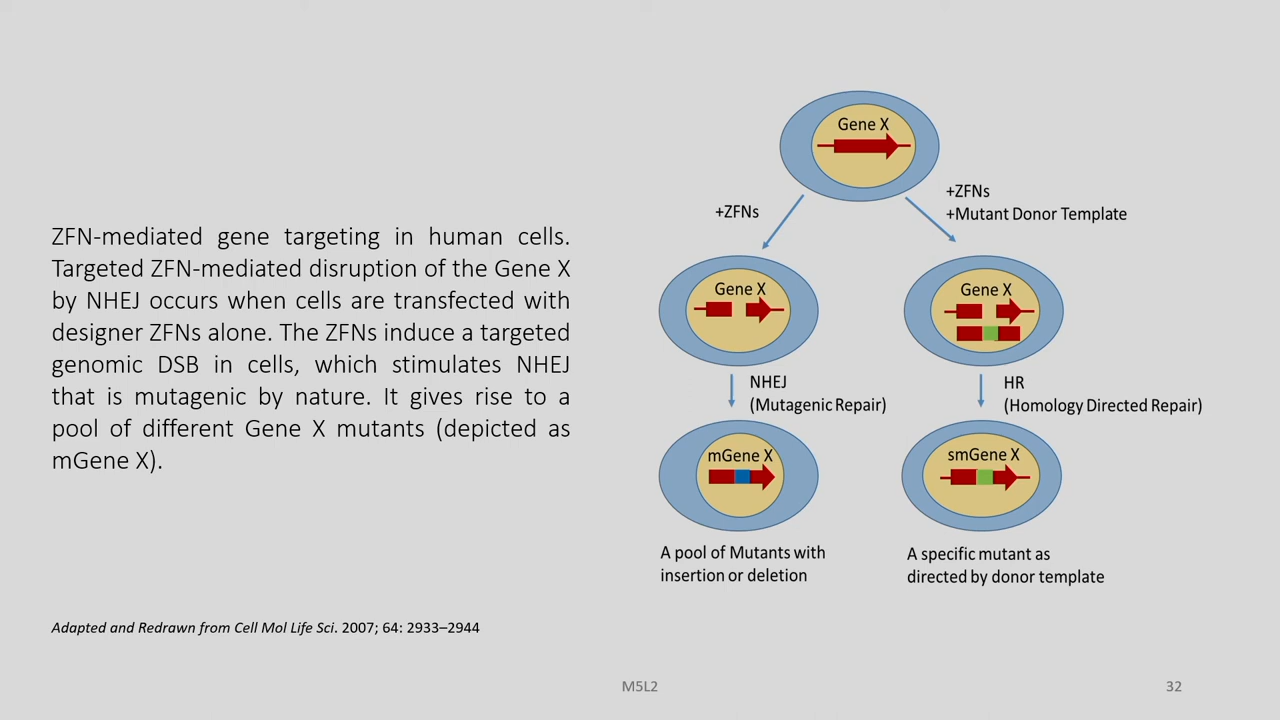 ZFN-mediated gene targeting in human cells.
Targeted ZFN-mediated disruption of the Gene X
by NHEJ occurs when cells are transfected with
designer ZFNs alone. The ZFNs induce a targeted
genomic DSB in cells, which stimulates NHEJ
that is mutagenic by nature. It gives rise to a
pool of different Gene X mutants (depicted as
mGene X).
Adapted and Redrawn from Cell Mol Life Sci. 2007; 64: 2933–2944
Gene X
+ZFNs
+ZFNs
+Mutant Donor Template
Gene X
Gene X
NHEJ
(Mutagenic Repair)
HR
(Homology Directed Repair)
mGene X
smGene X
A pool of Mutants with
insertion or deletion
A specific mutant as
directed by donor template
M5L2
32